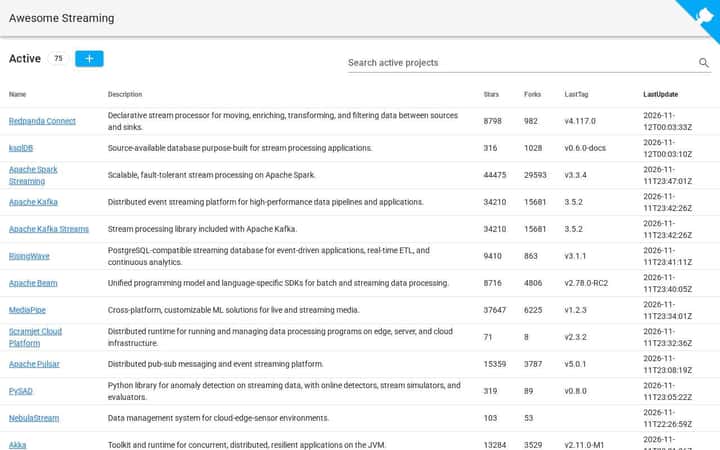 Awesome Streaming
Active 75 +
Search active projects
Name Description Stars Forks LastTag LastUpdate
Redpanda Connect Declarative stream processor for moving, enriching, transforming, and filtering data between sources and sinks. 8798 982 v4.117.0 2026-11-12T00:03:33Z
ksqlDB Source-available database purpose-built for stream processing applications. 316 1028 v0.6.0-docs 2026-11-12T00:03:10Z
Apache Spark Streaming Scalable, fault-tolerant stream processing on Apache Spark. 44475 29593 v3.3.4 2026-11-11T23:47:01Z
Apache Kafka Distributed event streaming platform for high-performance data pipelines and applications. 34210 15681 3.5.2 2026-11-11T23:42:26Z
Apache Kafka Streams Stream processing library included with Apache Kafka. 34210 15681 3.5.2 2026-11-11T23:42:26Z
RisingWave PostgreSQL-compatible streaming database for event-driven applications, real-time ETL, and continuous analytics. 9410 863 v3.1.1 2026-11-11T23:41:11Z
Apache Beam Unified programming model and language-specific SDKs for batch and streaming data processing. 8716 4806 v2.78.0-RC2 2026-11-11T23:40:05Z
MediaPipe Cross-platform, customizable ML solutions for live and streaming media. 37647 6225 v1.2.3 2026-11-11T23:34:01Z
Scramjet Cloud Platform Distributed runtime for running and managing data processing programs on edge, server, and cloud infrastructure. 71 8 v2.3.2 2026-11-11T23:32:36Z
Apache Pulsar Distributed pub-sub messaging and event streaming platform. 15359 3787 v5.0.1 2026-11-11T23:08:19Z
PySAD Python library for anomaly detection on streaming data, with online detectors, stream simulators, and evaluators. 319 89 v0.8.0 2026-11-11T23:05:22Z
NebulaStream Data management system for cloud-edge-sensor environments. 103 53 2026-11-11T22:26:59Z
Akka Toolkit and runtime for concurrent, distributed, resilient applications on the JVM. 13284 3529 v2.11.0-M1 2026-11-